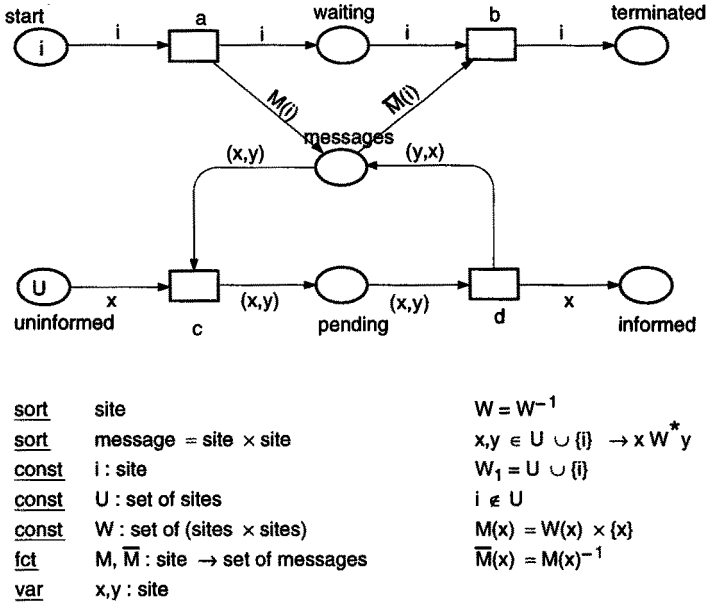 start
a
waiting
b
terminated
i
i
i
i
i
M(i)
M̅(i)
messages
(x,y)
(y,x)
U
x
(x,y)
(x,y)
x
uninformed
c
pending
d
informed
sort site
sort message = site × site
const i : site
const U : set of sites
const W : set of (sites × sites)
fct M, M̅ : site → set of messages
var x,y : site
W = W⁻¹
x,y ∈ U ∪ {i} → x W* y
W₁ = U ∪ {i}
i ∉ U
M(x) = W(x) × {x}
M̅(x) = M(x)⁻¹